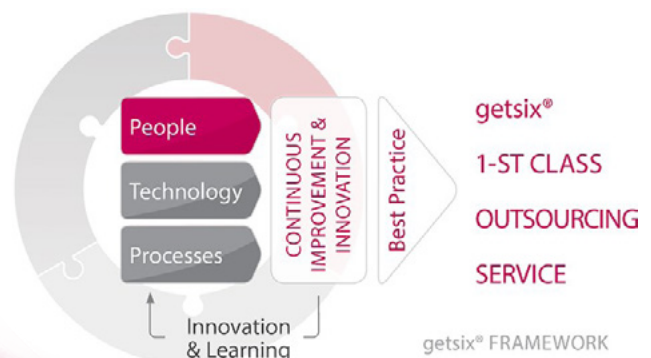 People
Technology
Processes
CONTINUOUS
IMPROVEMENT &
INNOVATION
Best Practice
getsix®
1-ST CLASS
OUTSOURCING
SERVICE
Innovation
& Learning
getsix® FRAMEWORK